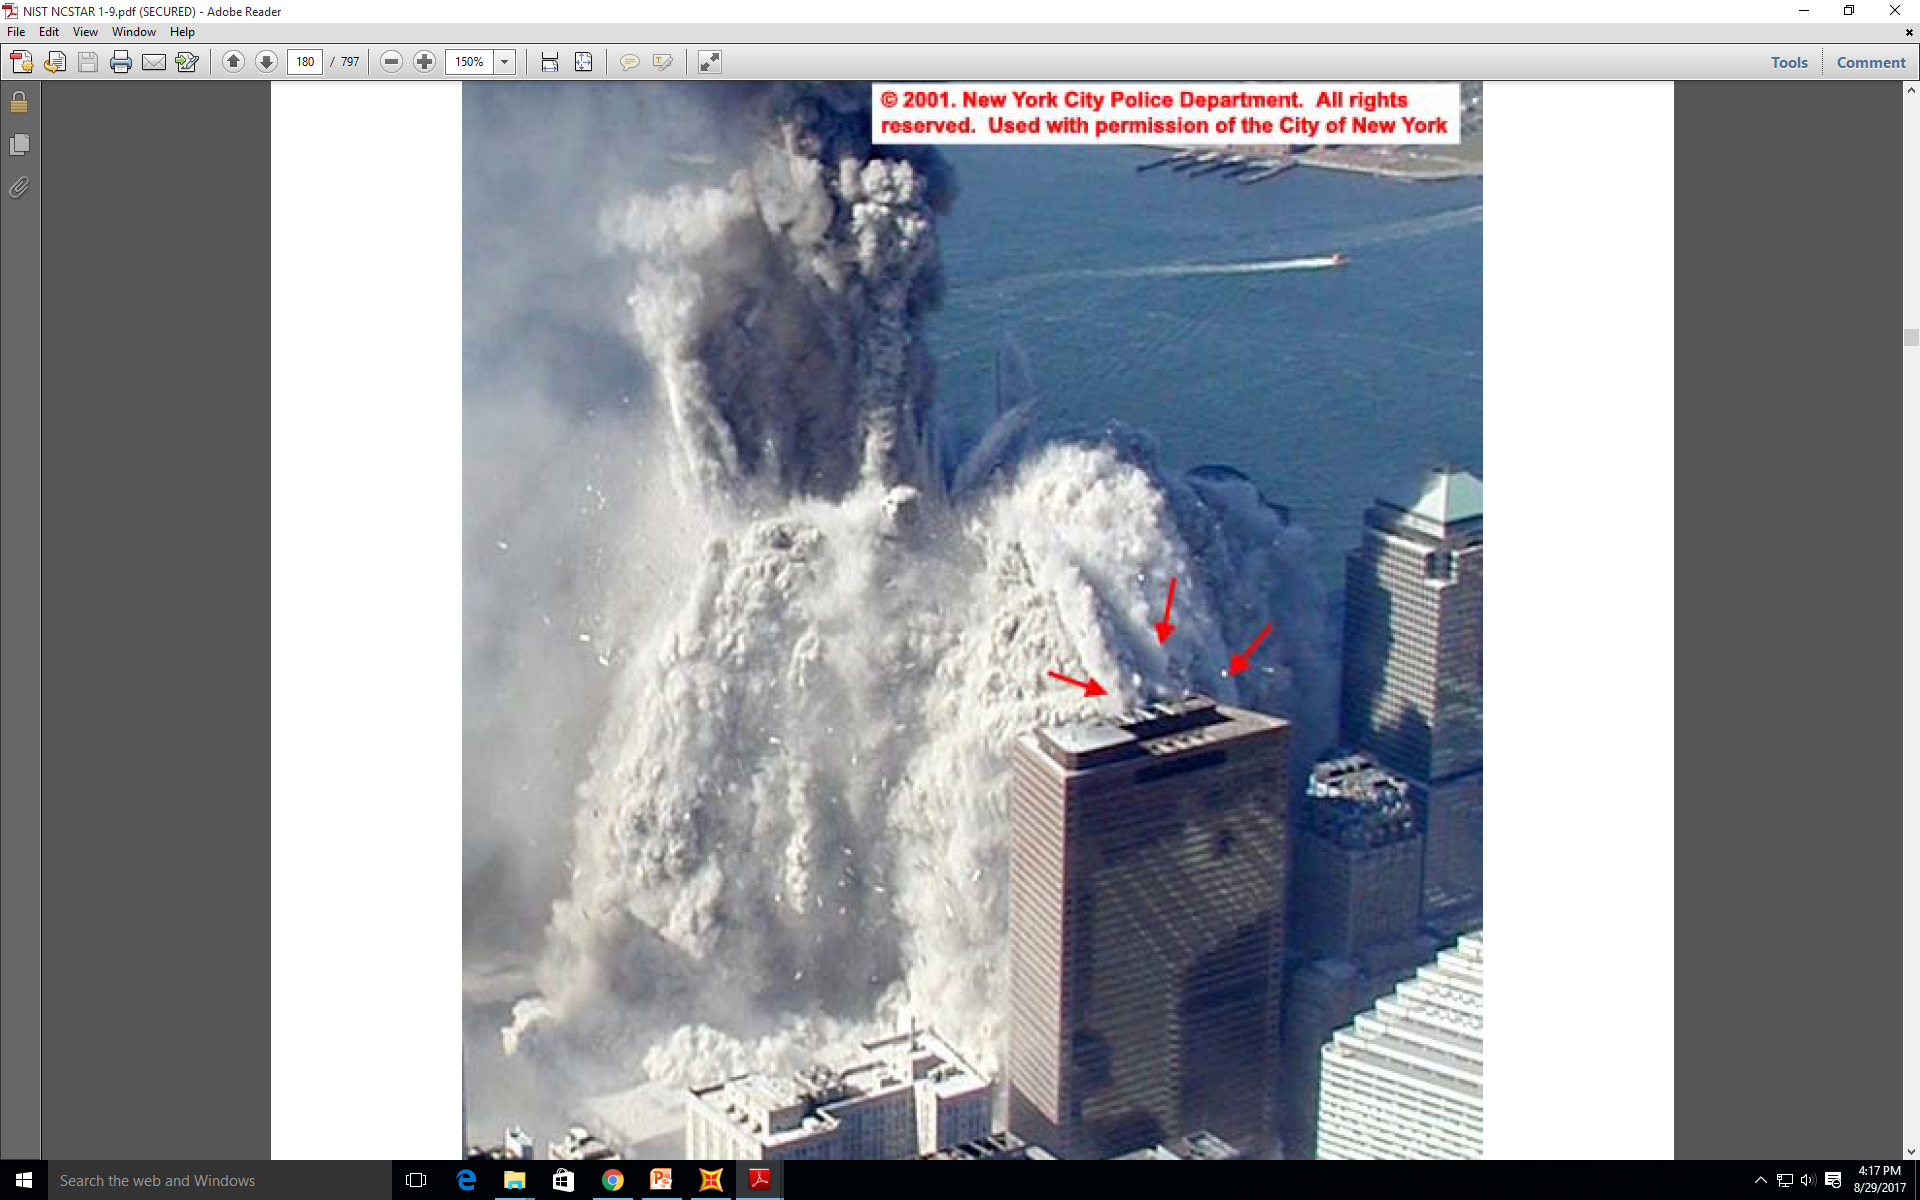 NIST NCSTAR 1-9.pdf (SECURED) - Adobe Reader
File Edit View Window Help
180 / 797 150% Tools Comment
© 2001. New York City Police Department. All rights
reserved. Used with permission of the City of New York
Search the web and Windows
4:17 PM
8/29/2017